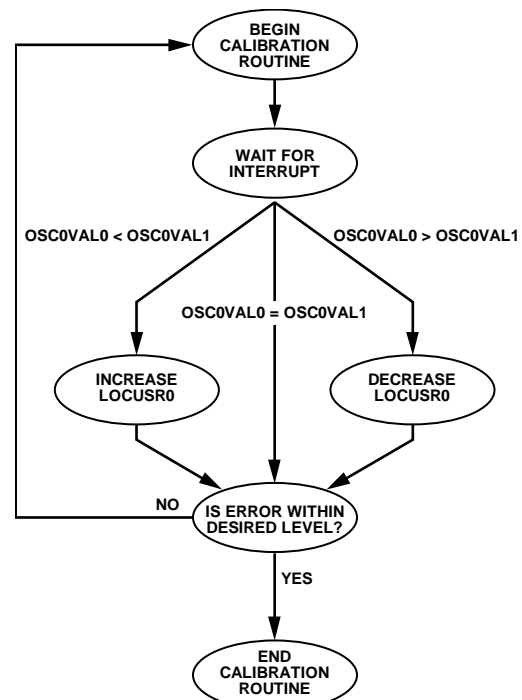 BEGIN
CALIBRATION
ROUTINE
WAIT FOR
INTERRUPT
OSC0VAL0 < OSC0VAL1
OSC0VAL0 > OSC0VAL1
OSC0VAL0 = OSC0VAL1
INCREASE
LOCUSR0
DECREASE
LOCUSR0
NO
IS ERROR WITHIN
DESIRED LEVEL?
YES
END
CALIBRATION
ROUTINE